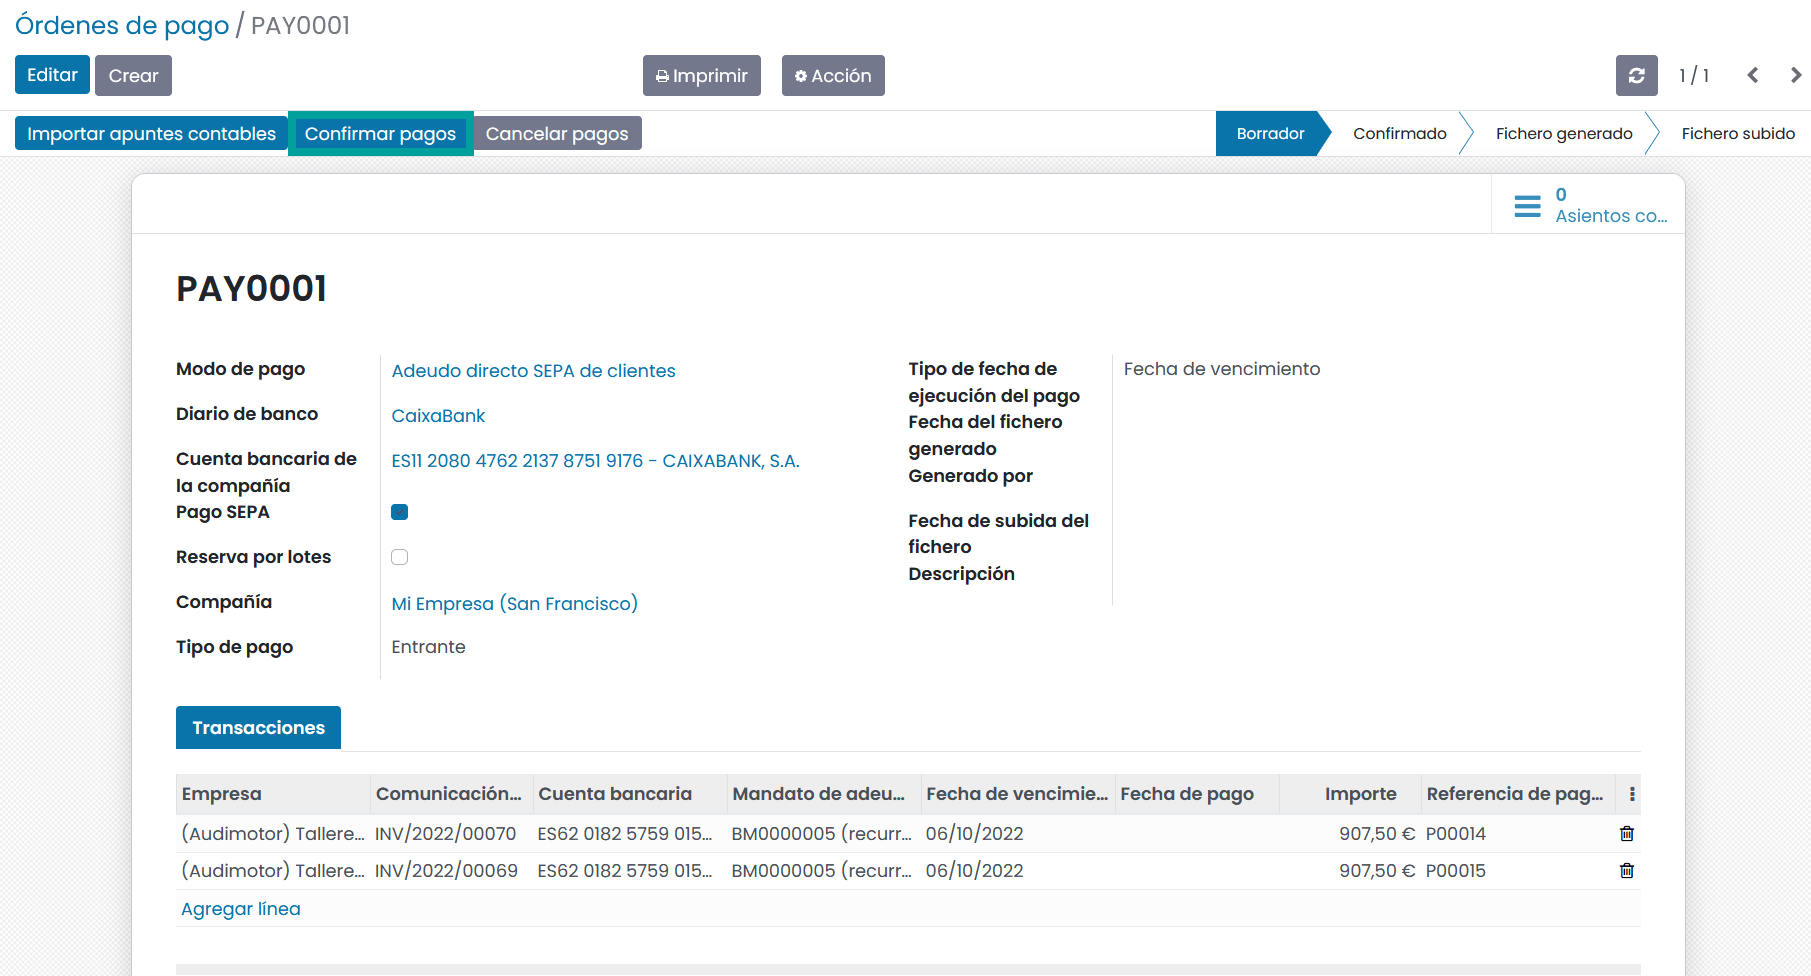 Órdenes de pago / PAY0001
Editar Crear Imprimir Acción 1 / 1
Importar apuntes contables Confirmar pagos Cancelar pagos Borrador Confirmado Fichero generado Fichero subido
0
Asientos co...
PAY0001
Modo de pago Adeudo directo SEPA de clientes
Diario de banco CaixaBank
Cuenta bancaria de
la compañía
ES11 2080 4762 2137 8751 9176 - CAIXABANK, S.A.
Pago SEPA
Reserva por lotes
Compañía Mi Empresa (San Francisco)
Tipo de pago Entrante
Tipo de fecha de
ejecución del pago
Fecha de vencimiento
Fecha del fichero
generado
Generado por
Fecha de subida del
fichero
Descripción
Transacciones
Empresa Comunicación... Cuenta bancaria Mandato de adeu... Fecha de vencimie... Fecha de pago Importe Referencia de pag...
(Audimotor) Tallere... INV/2022/00070 ES62 0182 5759 015... BM0000005 (recurr... 06/10/2022 907,50 € P00014
(Audimotor) Tallere... INV/2022/00069 ES62 0182 5759 015... BM0000005 (recurr... 06/10/2022 907,50 € P00015
Agregar línea